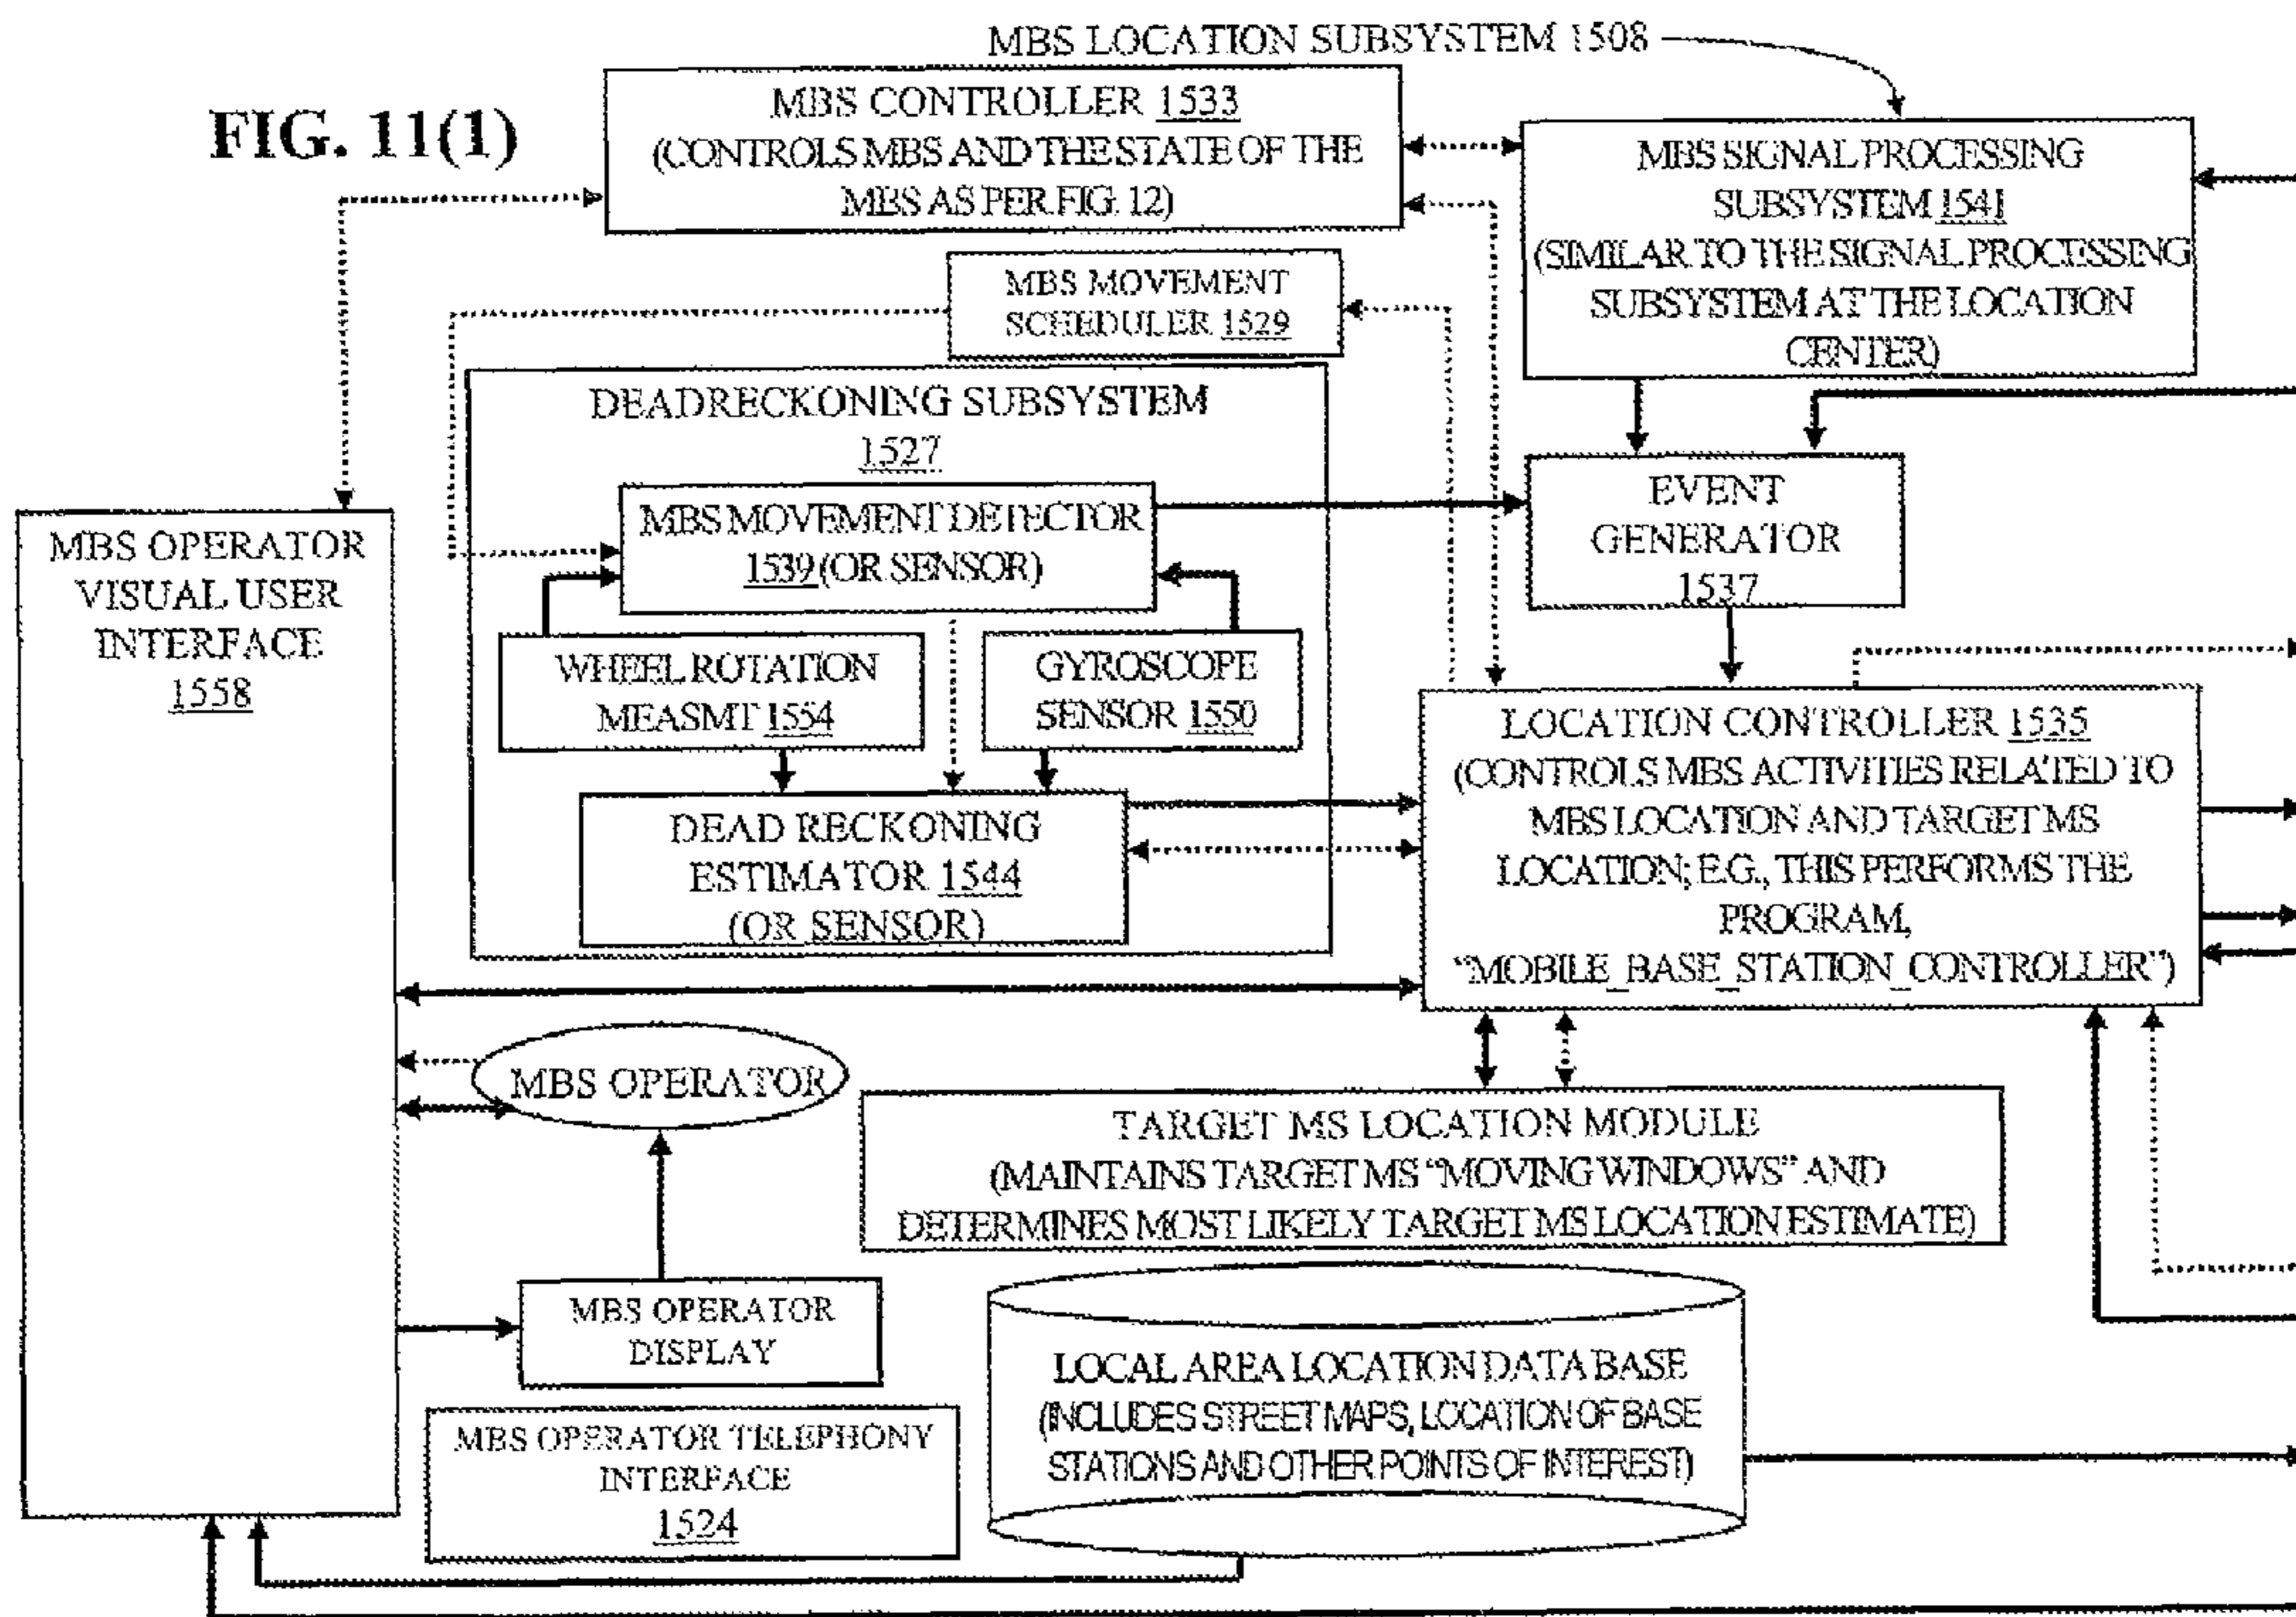 MBS LOCATION SUBSYSTEM 1508
FIG. 11(1)
MBS CONTROLLER 1533
(CONTROLS MBS AND THE STATE OF THE
MBS AS PER FIG. 12)
MBS SIGNAL PROCESSING
SUBSYSTEM 1541
(SIMILAR TO THE SIGNAL PROCESSING
SUBSYSTEM AT THE LOCATION
CENTER)
MBS MOVEMENT
SCHEDULER 1529
DEADRECKONING SUBSYSTEM
1527
MBS MOVEMENT DETECTOR
1539 (OR SENSOR)
EVENT
GENERATOR
1537
MBS OPERATOR
VISUAL USER
INTERFACE
1558
WHEEL ROTATION
MEASMT 1554
GYROSCOPE
SENSOR 1550
DEAD RECKONING
ESTIMATOR 1544
(OR SENSOR)
LOCATION CONTROLLER 1535
(CONTROLS MBS ACTIVITIES RELATED TO
MBS LOCATION AND TARGET MS
LOCATION; E.G., THIS PERFORMS THE
PROGRAM,
“MOBILE_BASE_STATION_CONTROLLER”)
MBS OPERATOR
TARGET MS LOCATION MODULE
(MAINTAINS TARGET MS “MOVING WINDOWS” AND
DETERMINES MOST LIKELY TARGET MS LOCATION ESTIMATE)
MBS OPERATOR
DISPLAY
LOCAL AREA LOCATION DATA BASE
(INCLUDES STREET MAPS, LOCATION OF BASE
STATIONS AND OTHER POINTS OF INTEREST)
MBS OPERATOR TELEPHONY
INTERFACE
1524